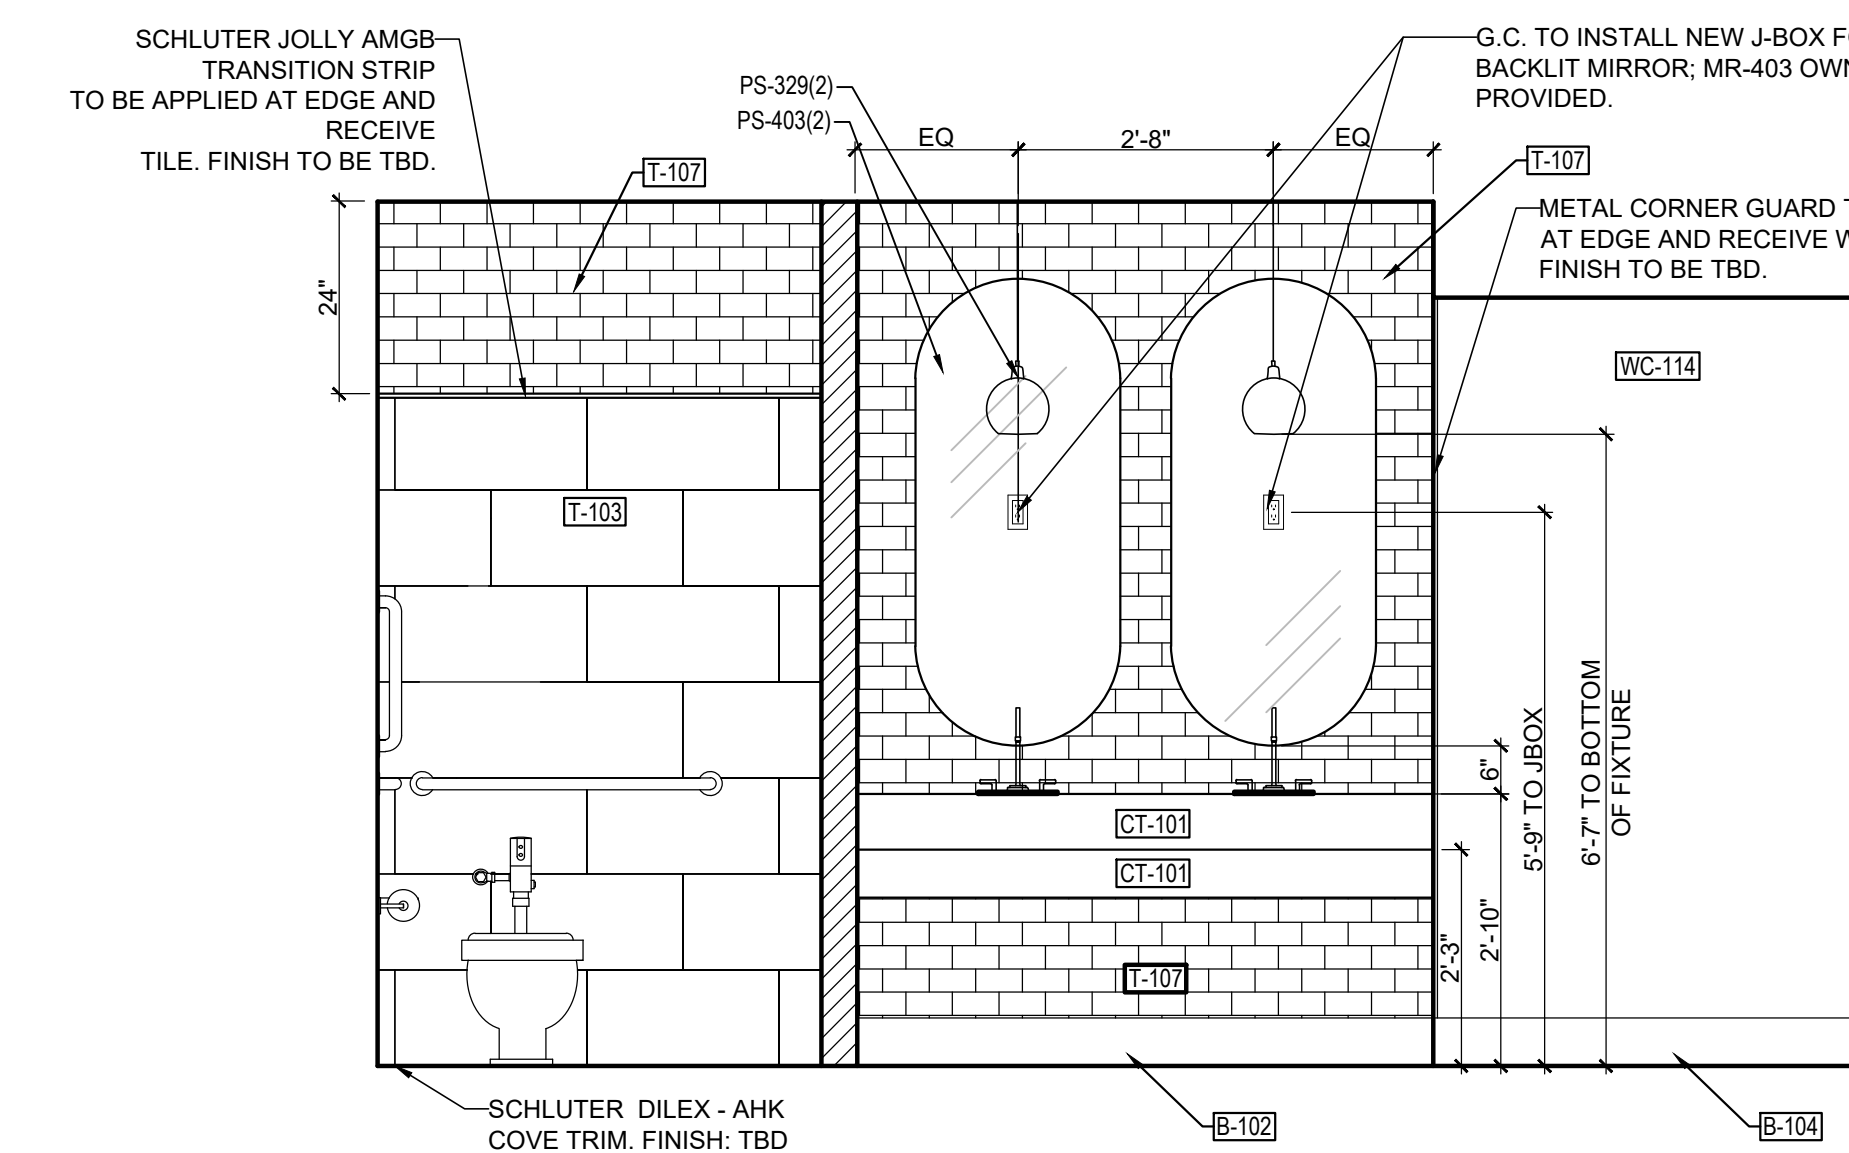 SCHLUTER JOLLY AMGB
TRANSITION STRIP
TO BE APPLIED AT EDGE AND
RECEIVE
TILE. FINISH TO BE TBD.
PS-329(2)
PS-403(2)
G.C. TO INSTALL NEW J-BOX
BACKLIT MIRROR; MR-403
PROVIDED.
EQ
2'-8"
EQ
T-107
T-107
METAL CORNER GUARD
AT EDGE AND RECEIVE
FINISH TO BE TBD.
24"
WC-114
T-103
6"
5'-9" TO JBOX
6'-7" TO BOTTOM
OF FIXTURE
CT-101
CT-101
2'-3"
2'-10"
T-107
SCHLUTER DILEX - AHK
COVE TRIM. FINISH: TBD
B-102
B-104